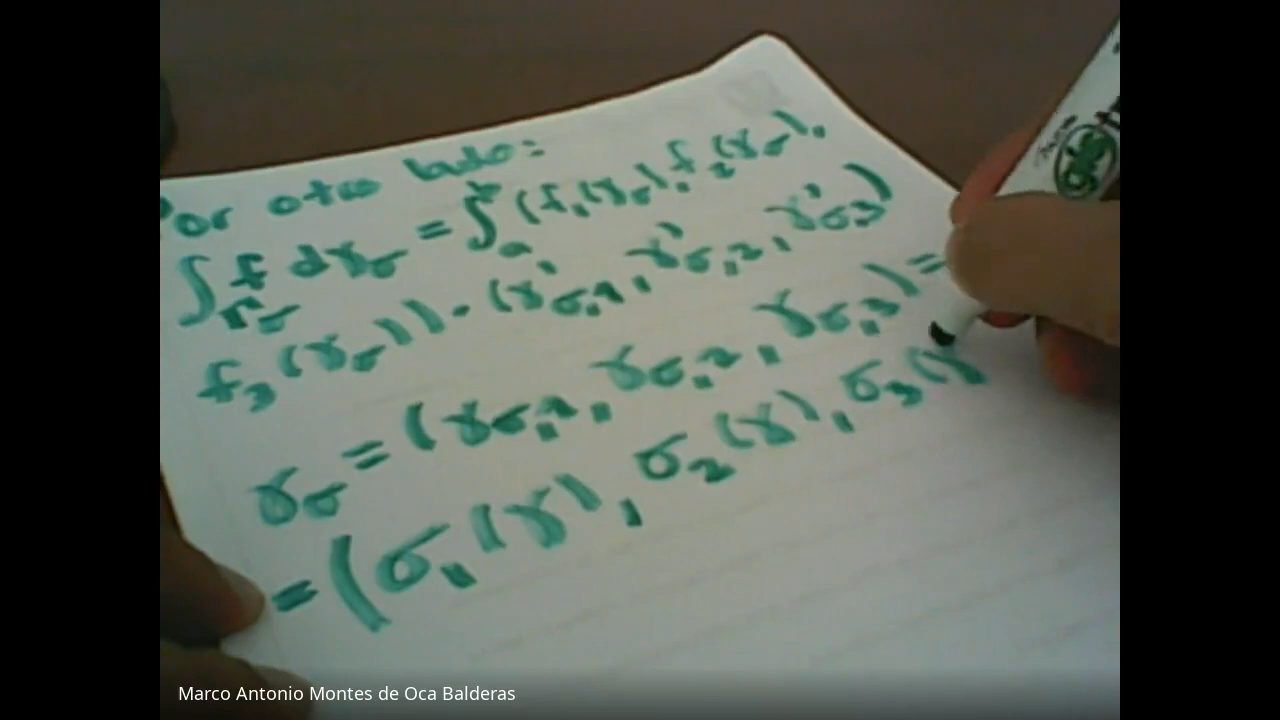 Por otro lado:
∫_{Γσ} f dγσ = ∫_a^b (f₁(γσ), f₂(γσ),
f₃(γσ)) · (γ'σ,1, γ'σ,2, γ'σ,3)
γσ = (γσ,1, γσ,2, γσ,3) =
= (σ₁(γ), σ₂(γ), σ₃(γ
Marco Antonio Montes de Oca Balderas